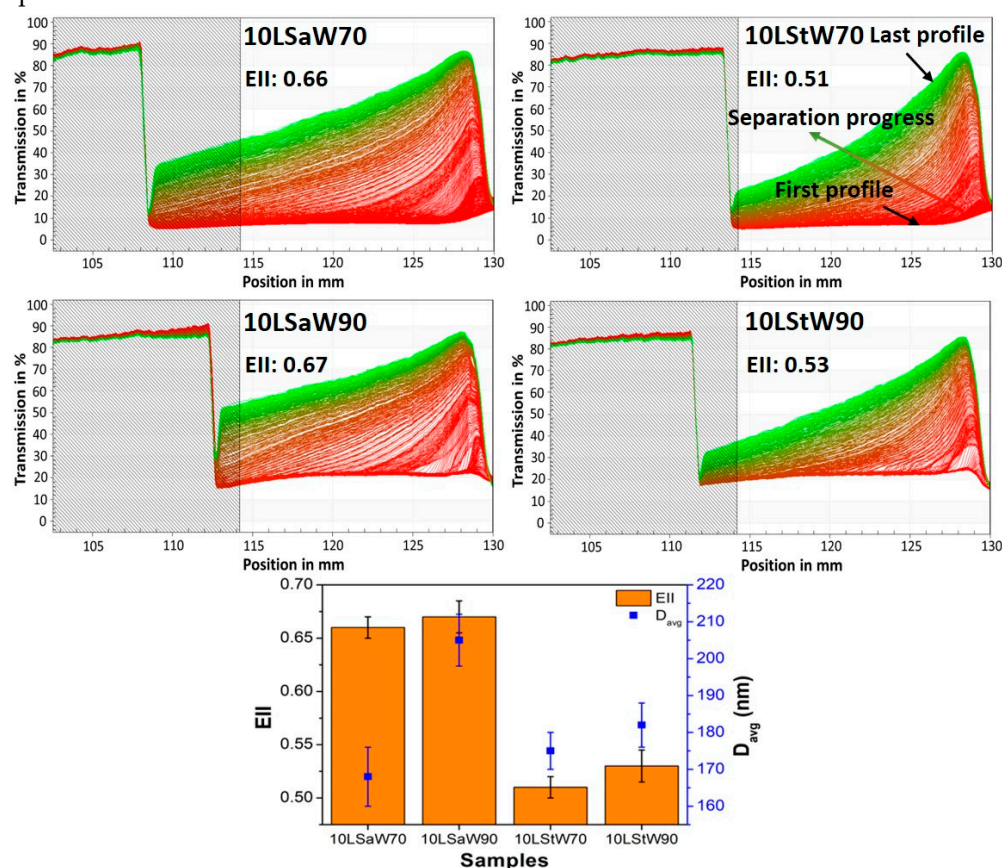 10LSaW70
EII: 0.66
Transmission in %
100
90
80
70
60
50
40
30
20
10
0
105 110 115 120 125 130
Position in mm
10LStW70 Last profile
EII: 0.51
Separation progress
First profile
Transmission in %
100
90
80
70
60
50
40
30
20
10
0
105 110 115 120 125 130
Position in mm
10LSaW90
EII: 0.67
Transmission in %
100
90
80
70
60
50
40
30
20
10
0
105 110 115 120 125 130
Position in mm
10LStW90
EII: 0.53
Transmission in %
100
90
80
70
60
50
40
30
20
10
0
105 110 115 120 125 130
Position in mm
EII
D avg
EII
0.70
0.65
0.60
0.55
0.50
220
210
200
190
180
170
160
D avg (nm)
10LSaW70 10LSaW90 10LStW70 10LStW90
Samples